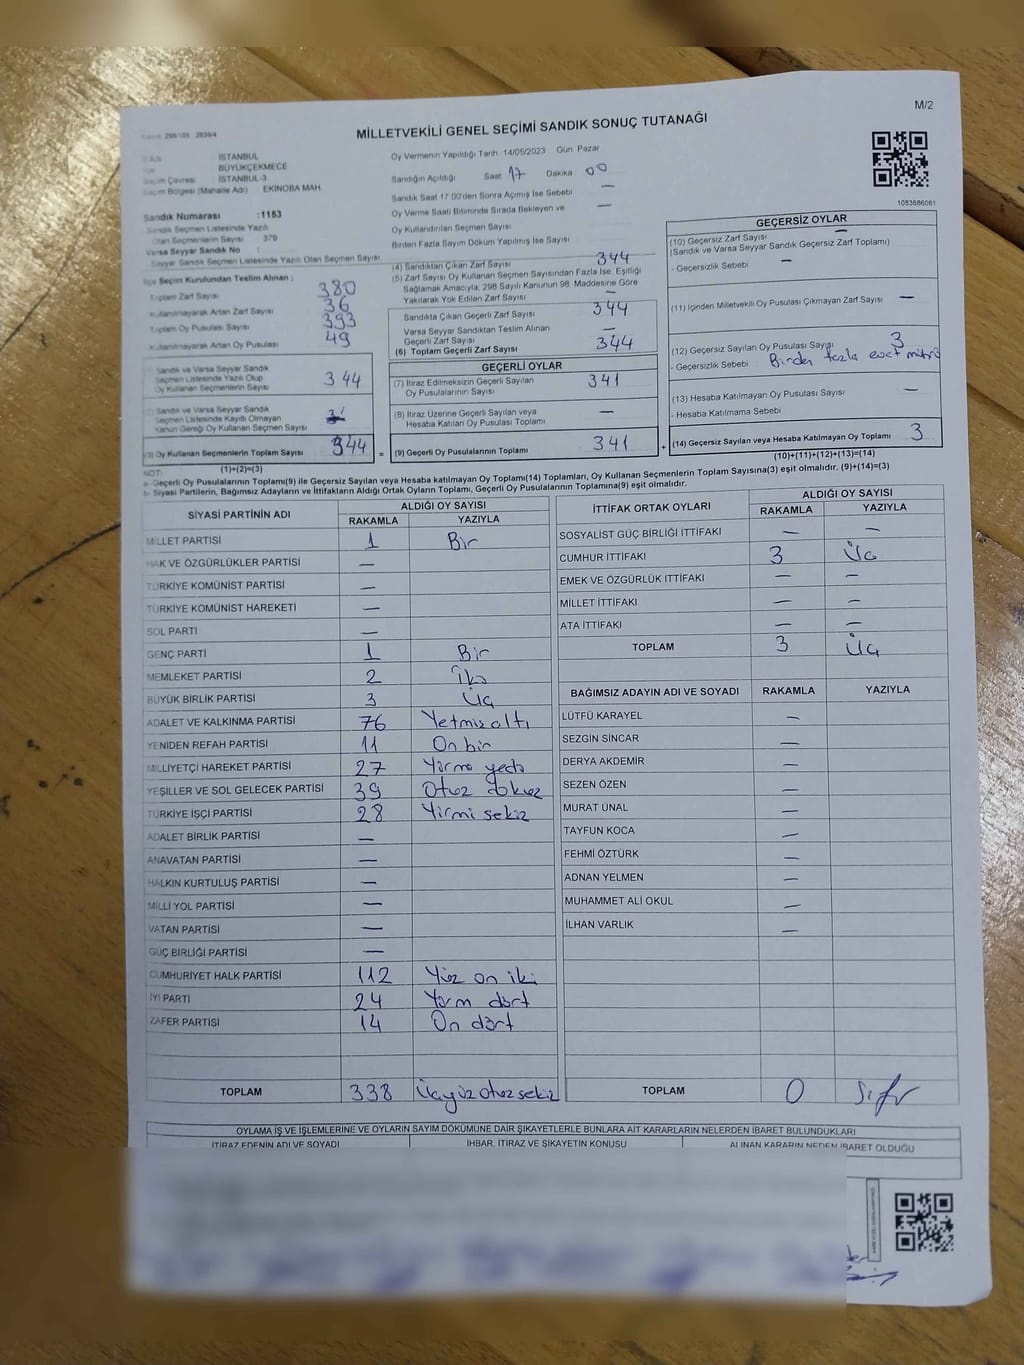 M/2
MİLLETVEKİLİ GENEL SEÇİMİ SANDIK SONUÇ TUTANAĞI
İSTANBUL
BÜYÜKÇEKMECE
İSTANBUL-3
Seçim Bölgesi (Mahalle Adı) EKİNOBA MAH
Sandık Numarası :1153
Sandık Seçmen Listesinde Yazılı
Olan Seçmenlerin Sayısı 379
Varsa Seyyar Sandık No :
Seyyar Sandık Seçmen Listesinde Yazılı Olan Seçmen Sayısı
Oy Vermenin Yapıldığı Tarih 14/05/2023 Gün: Pazar
Sandığın Açıldığı Saat 17 Dakika 00
Sandık Saat 17:00'den Sonra Açmış İse Sebebi —
Oy Verme Saati Bitiminde Sırada Bekleyen ve —
Oy Kullandırılan Seçmen Sayısı
Birden Fazla Sayım Döküm Yapılmış İse Sayısı
1083686081
İlçe Seçim Kurulundan Teslim Alınan ;
Toplam Zarf Sayısı 380
Kullanılmayarak Artan Zarf Sayısı 36
Toplam Oy Pusulası Sayısı 393
Kullanılmayarak Artan Oy Pusulası 49
Sandık ve Varsa Seyyar Sandık
Seçmen Listesinde Yazılı Olup
Oy Kullanan Seçmenlerin Sayısı 344
Sandık ve Varsa Seyyar Sandık
Seçmen Listesinde Kayıtlı Olmayan
Kanun Gereği Oy Kullanan Seçmen Sayısı
(3) Oy Kullanan Seçmenlerin Toplam Sayısı 344 =
(1)+(2)=(3)
(4) Sandıktan Çıkan Zarf Sayısı 344
(5) Zarf Sayısı Oy Kullanan Seçmen Sayısından Fazla İse, Eşitliği
Sağlamak Amacıyla; 298 Sayılı Kanunun 98. Maddesine Göre
Yakılarak Yok Edilen Zarf Sayısı —
Sandıkta Çıkan Geçerli Zarf Sayısı 344
Varsa Seyyar Sandıktan Teslim Alınan
Geçerli Zarf Sayısı —
(6) Toplam Geçerli Zarf Sayısı 344
GEÇERLİ OYLAR
(7) İtiraz Edilmeksizin Geçerli Sayılan
Oy Pusulalarının Sayısı 341
(8) İtiraz Üzerine Geçerli Sayılan veya
Hesaba Katılan Oy Pusulası Toplamı —
(9) Geçerli Oy Pusulalarının Toplamı 341 +
GEÇERSİZ OYLAR
(10) Geçersiz Zarf Sayısı —
(Sandık ve Varsa Seyyar Sandık Geçersiz Zarf Toplamı)
- Geçersizlik Sebebi —
(11) İçinden Milletvekili Oy Pusulası Çıkmayan Zarf Sayısı —
(12) Geçersiz Sayılan Oy Pusulası Sayısı 3
- Geçersizlik Sebebi Birden fazla evet mührü
(13) Hesaba Katılmayan Oy Pusulası Sayısı —
- Hesaba Katılmama Sebebi
(14) Geçersiz Sayılan veya Hesaba Katılmayan Oy Toplamı 3
(10)+(11)+(12)+(13)=(14)
NOT:
a- Geçerli Oy Pusulalarının Toplamı(9) ile Geçersiz Sayılan veya Hesaba katılmayan Oy Toplamı(14) Toplamları, Oy Kullanan Seçmenlerin Toplam Sayısına(3) eşit olmalıdır. (9)+(14)=(3)
b- Siyasi Partilerin, Bağımsız Adayların ve İttifakların Aldığı Ortak Oyların Toplamı, Geçerli Oy Pusulalarının Toplamına(9) eşit olmalıdır.
SİYASİ PARTİNİN ADI ALDIĞI OY SAYISI
RAKAMLA YAZIYLA
MİLLET PARTİSİ 1 Bir
HAK VE ÖZGÜRLÜKLER PARTİSİ —
TÜRKİYE KOMÜNİST PARTİSİ —
TÜRKİYE KOMÜNİST HAREKETİ —
SOL PARTİ —
GENÇ PARTİ 1 Bir
MEMLEKET PARTİSİ 2 İki
BÜYÜK BİRLİK PARTİSİ 3 Üç
ADALET VE KALKINMA PARTİSİ 76 Yetmiş altı
YENİDEN REFAH PARTİSİ 11 On bir
MİLLİYETÇİ HAREKET PARTİSİ 27 Yirmi yedi
YEŞİLLER VE SOL GELECEK PARTİSİ 39 Otuz dokuz
TÜRKİYE İŞÇİ PARTİSİ 28 Yirmi sekiz
ADALET BİRLİK PARTİSİ —
ANAVATAN PARTİSİ —
HALKIN KURTULUŞ PARTİSİ —
MİLLİ YOL PARTİSİ —
VATAN PARTİSİ —
GÜÇ BİRLİĞİ PARTİSİ —
CUMHURİYET HALK PARTİSİ 112 Yüz on iki
İYİ PARTİ 24 Yirmi dört
ZAFER PARTİSİ 14 On dört
TOPLAM 338 Üçyüz otuz sekiz
İTTİFAK ORTAK OYLARI ALDIĞI OY SAYISI
RAKAMLA YAZIYLA
SOSYALİST GÜÇ BİRLİĞİ İTTİFAKI — —
CUMHUR İTTİFAKI 3 Üç
EMEK VE ÖZGÜRLÜK İTTİFAKI — —
MİLLET İTTİFAKI — —
ATA İTTİFAKI — —
TOPLAM 3 Üç
BAĞIMSIZ ADAYIN ADI VE SOYADI RAKAMLA YAZIYLA
LÜTFÜ KARAYEL —
SEZGİN SİNCAR —
DERYA AKDEMİR —
SEZEN ÖZEN —
MURAT ÜNAL —
TAYFUN KOCA —
FEHMİ ÖZTÜRK —
ADNAN YELMEN —
MUHAMMET ALİ OKUL —
İLHAN VARLIK —
TOPLAM 0 Sıfır
OYLAMA İŞ VE İŞLEMLERİNE VE OYLARIN SAYIM DÖKÜMÜNE DAİR ŞİKAYETLERLE BUNLARA AİT KARARLARIN NELERDEN İBARET BULUNDUKLARI
İTİRAZ EDENİN ADI VE SOYADI İHBAR, İTİRAZ VE ŞİKAYETİN KONUSU ALINAN KARARIN NEDEN İBARET OLDUĞU